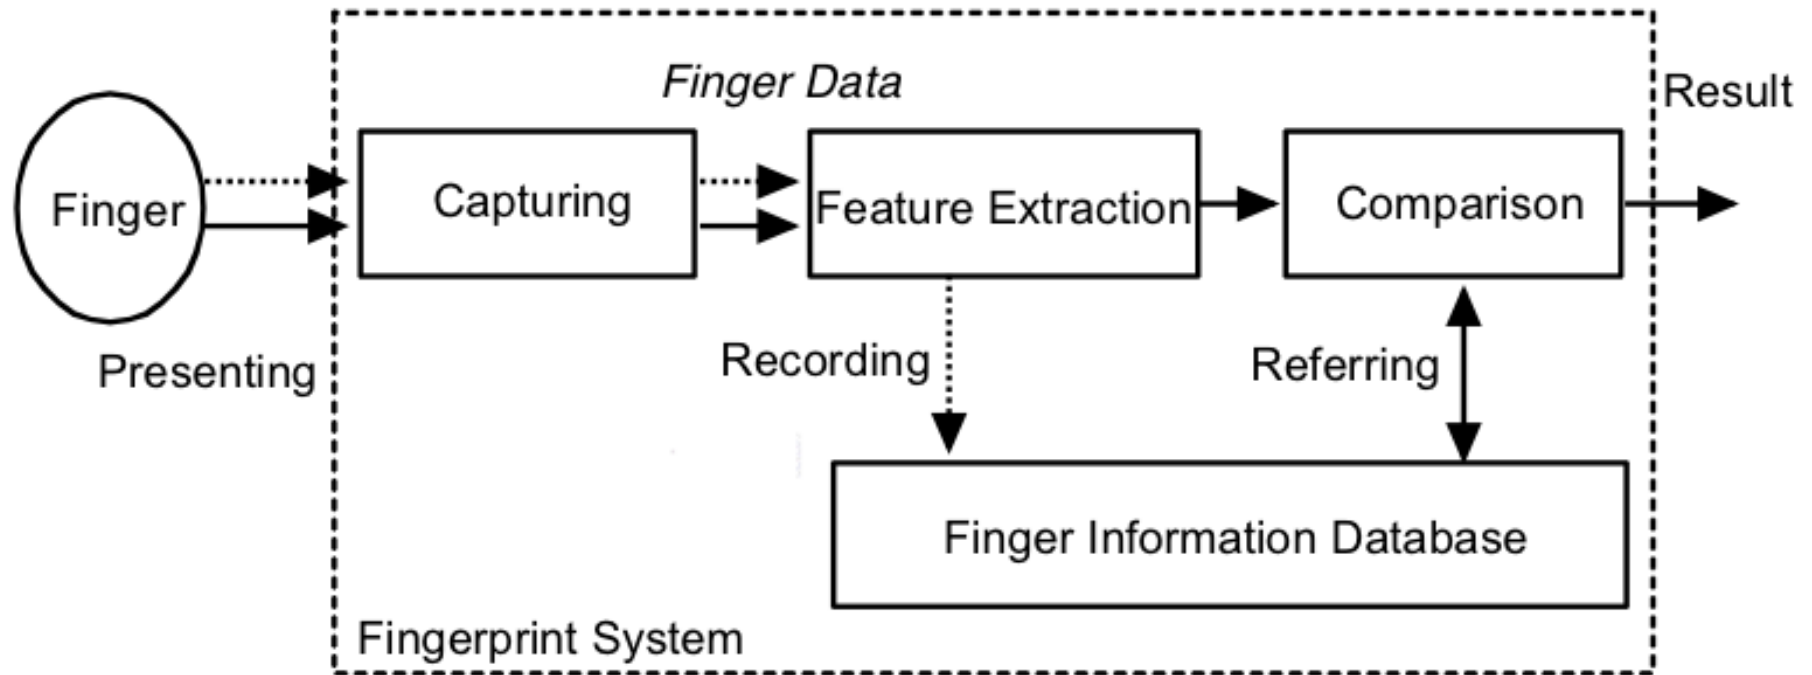 Finger Data
Result
Finger
Capturing
Feature Extraction
Comparison
Presenting
Recording
Referring
Finger Information Database
Fingerprint System